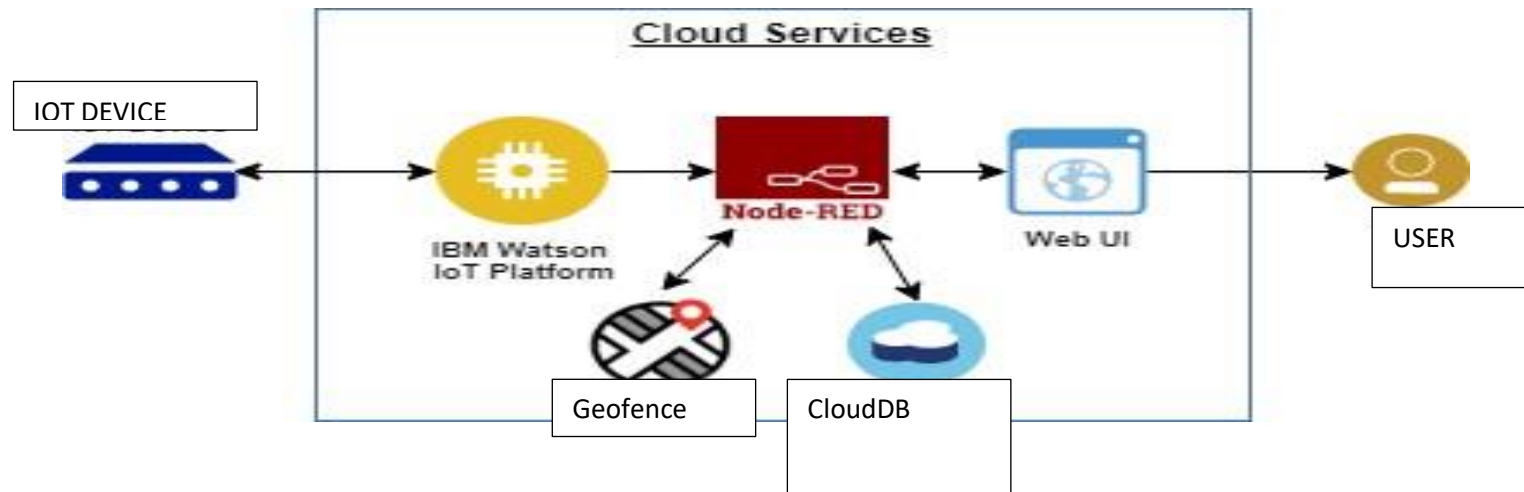 Cloud Services
IOT DEVICE
Node-RED
IBM Watson
IoT Platform
Web UI
USER
Geofence
CloudDB